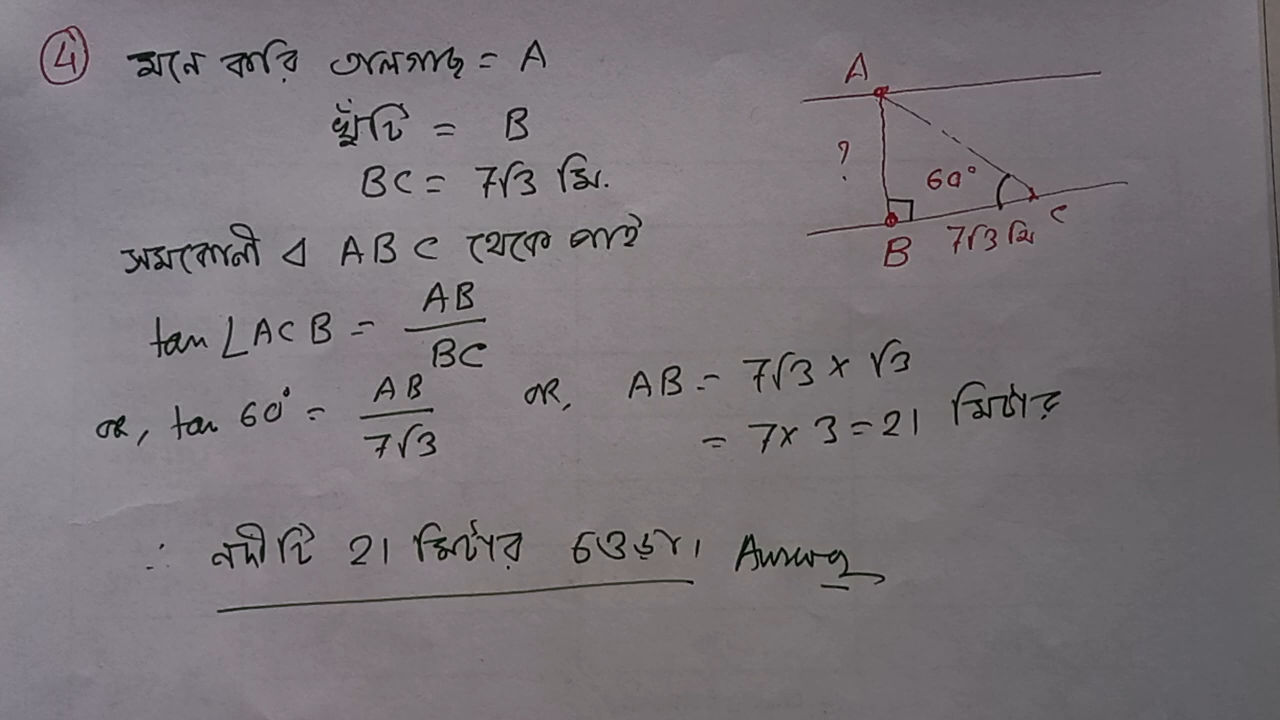 ④ মনে করি তালগাছ = A
খুঁটি = B
BC = 7√3 মি.
সমকোনী Δ ABC থেকে পাই
tan ∠ACB = AB / BC
or, tan 60° = AB / 7√3 or, AB = 7√3 × √3
= 7 × 3 = 21 মিটার
∴ নদীটি 21 মিটার চওড়া। Answer
A
?
60°
B 7√3 মি C